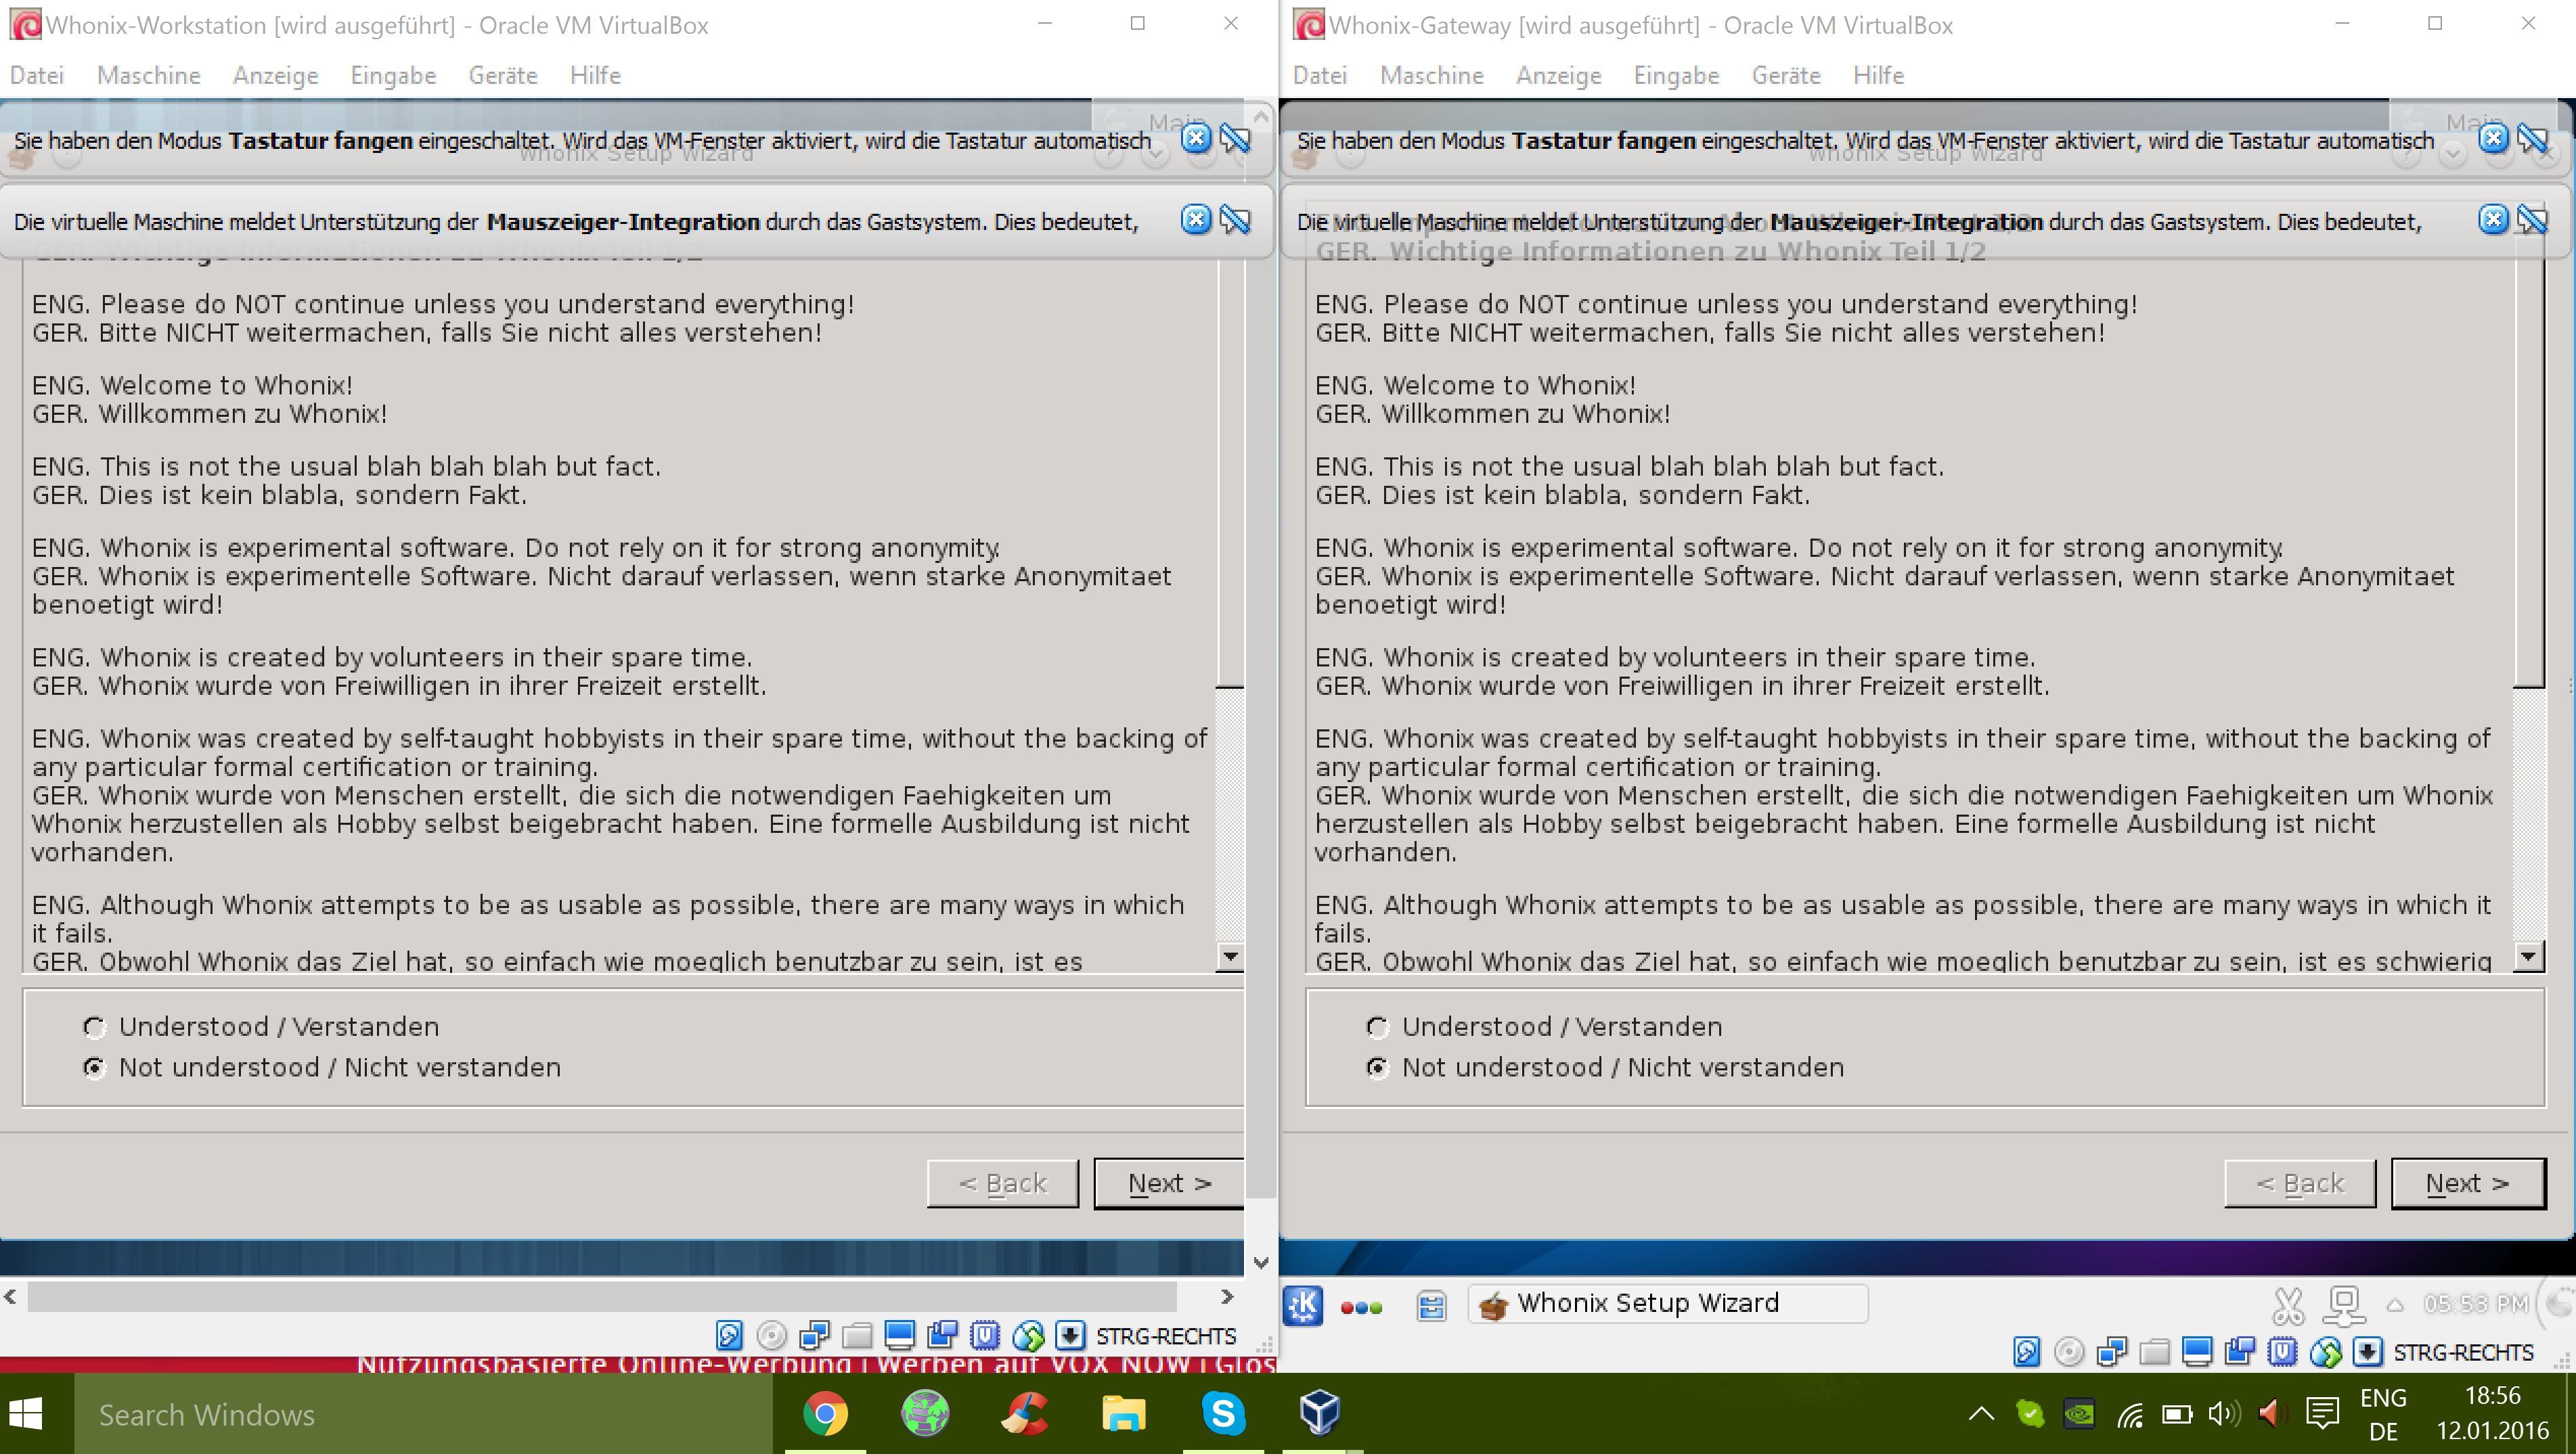 Whonix-Workstation [wird ausgeführt] - Oracle VM VirtualBox
Datei Maschine Anzeige Eingabe Geräte Hilfe
Main
Sie haben den Modus Tastatur fangen eingeschaltet. Wird das VM-Fenster aktiviert, wird die Tastatur automatisch
Whonix Setup Wizard
Die virtuelle Maschine meldet Unterstützung der Mauszeiger-Integration durch das Gastsystem. Dies bedeutet,
GER. Wichtige Informationen zu Whonix Teil 1/2
ENG. Please do NOT continue unless you understand everything!
GER. Bitte NICHT weitermachen, falls Sie nicht alles verstehen!
ENG. Welcome to Whonix!
GER. Willkommen zu Whonix!
ENG. This is not the usual blah blah blah but fact.
GER. Dies ist kein blabla, sondern Fakt.
ENG. Whonix is experimental software. Do not rely on it for strong anonymity.
GER. Whonix is experimentelle Software. Nicht darauf verlassen, wenn starke Anonymitaet
benoetigt wird!
ENG. Whonix is created by volunteers in their spare time.
GER. Whonix wurde von Freiwilligen in ihrer Freizeit erstellt.
ENG. Whonix was created by self-taught hobbyists in their spare time, without the backing of
any particular formal certification or training.
GER. Whonix wurde von Menschen erstellt, die sich die notwendigen Faehigkeiten um
Whonix herzustellen als Hobby selbst beigebracht haben. Eine formelle Ausbildung ist nicht
vorhanden.
ENG. Although Whonix attempts to be as usable as possible, there are many ways in which
it fails.
GER. Obwohl Whonix das Ziel hat, so einfach wie moeglich benutzbar zu sein, ist es
Understood / Verstanden
Not understood / Nicht verstanden
< Back Next >
STRG-RECHTS
Nutzungsbasierte Online-Werbung | Werben auf VOX NOW | Glos
Whonix-Gateway [wird ausgeführt] - Oracle VM VirtualBox
Datei Maschine Anzeige Eingabe Geräte Hilfe
Main
Sie haben den Modus Tastatur fangen eingeschaltet. Wird das VM-Fenster aktiviert, wird die Tastatur automatisch
Whonix Setup Wizard
Die virtuelle Maschine meldet Unterstützung der Mauszeiger-Integration durch das Gastsystem. Dies bedeutet,
GER. Wichtige Informationen zu Whonix Teil 1/2
ENG. Please do NOT continue unless you understand everything!
GER. Bitte NICHT weitermachen, falls Sie nicht alles verstehen!
ENG. Welcome to Whonix!
GER. Willkommen zu Whonix!
ENG. This is not the usual blah blah blah but fact.
GER. Dies ist kein blabla, sondern Fakt.
ENG. Whonix is experimental software. Do not rely on it for strong anonymity.
GER. Whonix is experimentelle Software. Nicht darauf verlassen, wenn starke Anonymitaet
benoetigt wird!
ENG. Whonix is created by volunteers in their spare time.
GER. Whonix wurde von Freiwilligen in ihrer Freizeit erstellt.
ENG. Whonix was created by self-taught hobbyists in their spare time, without the backing of
any particular formal certification or training.
GER. Whonix wurde von Menschen erstellt, die sich die notwendigen Faehigkeiten um Whonix
herzustellen als Hobby selbst beigebracht haben. Eine formelle Ausbildung ist nicht
vorhanden.
ENG. Although Whonix attempts to be as usable as possible, there are many ways in which it
fails.
GER. Obwohl Whonix das Ziel hat, so einfach wie moeglich benutzbar zu sein, ist es schwierig
Understood / Verstanden
Not understood / Nicht verstanden
< Back Next >
Whonix Setup Wizard
05:53 PM
STRG-RECHTS
Search Windows
ENG
DE
18:56
12.01.2016